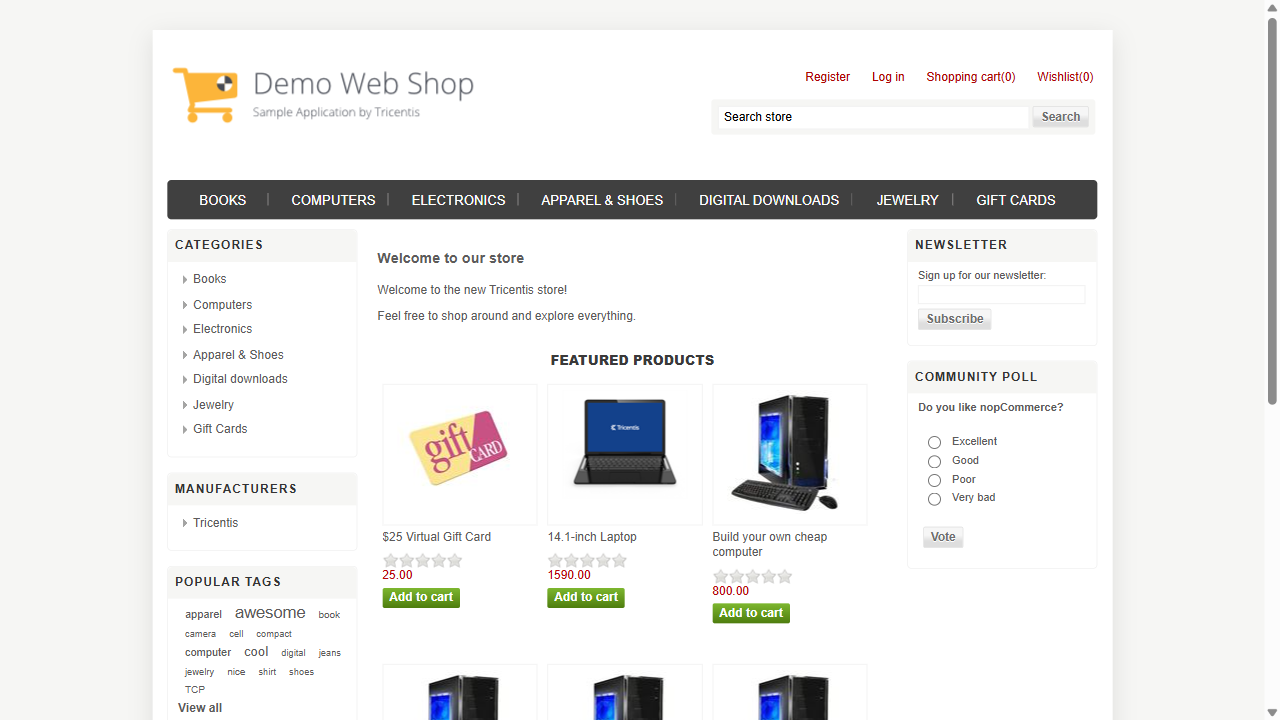 Demo Web Shop
Sample Application by Tricentis
Register Log in Shopping cart(0) Wishlist(0)
Search store Search
BOOKS COMPUTERS ELECTRONICS APPAREL & SHOES DIGITAL DOWNLOADS JEWELRY GIFT CARDS
CATEGORIES
Books
Computers
Electronics
Apparel & Shoes
Digital downloads
Jewelry
Gift Cards
MANUFACTURERS
Tricentis
POPULAR TAGS
apparel awesome book
camera cell compact
computer cool digital jeans
jewelry nice shirt shoes
TCP
View all
Welcome to our store
Welcome to the new Tricentis store!
Feel free to shop around and explore everything.
FEATURED PRODUCTS
gift CARD
$25 Virtual Gift Card
25.00
Add to cart
Tricentis
14.1-inch Laptop
1590.00
Add to cart
Build your own cheap
computer
800.00
Add to cart
NEWSLETTER
Sign up for our newsletter:
Subscribe
COMMUNITY POLL
Do you like nopCommerce?
Excellent
Good
Poor
Very bad
Vote